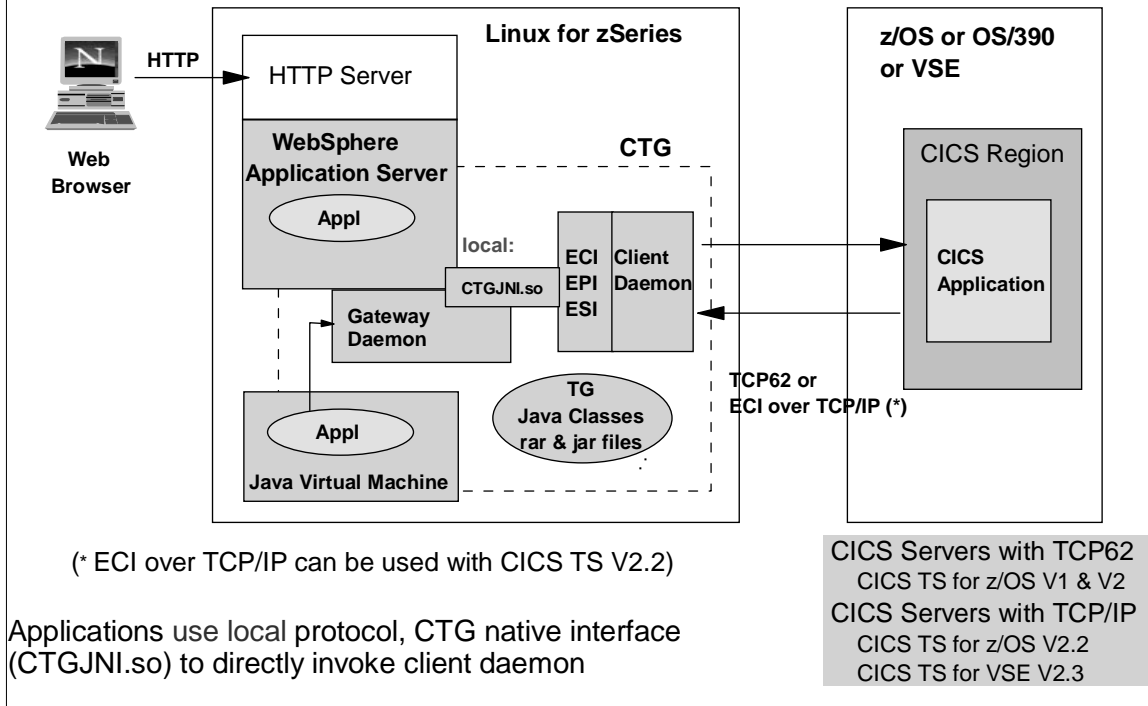 Linux for zSeries
z/OS or OS/390
or VSE
N
HTTP
HTTP Server
Web
Browser
WebSphere
Application Server
Appl
CTG
CICS Region
local:
CTGJNI.so
ECI
EPI
ESI
Client
Daemon
CICS
Application
Gateway
Daemon
TCP62 or
ECI over TCP/IP (*)
TG
Java Classes
rar & jar files
Appl
Java Virtual Machine
(* ECI over TCP/IP can be used with CICS TS V2.2)
Applications use local protocol, CTG native interface
(CTGJNI.so) to directly invoke client daemon
CICS Servers with TCP62
CICS TS for z/OS V1 & V2
CICS Servers with TCP/IP
CICS TS for z/OS V2.2
CICS TS for VSE V2.3